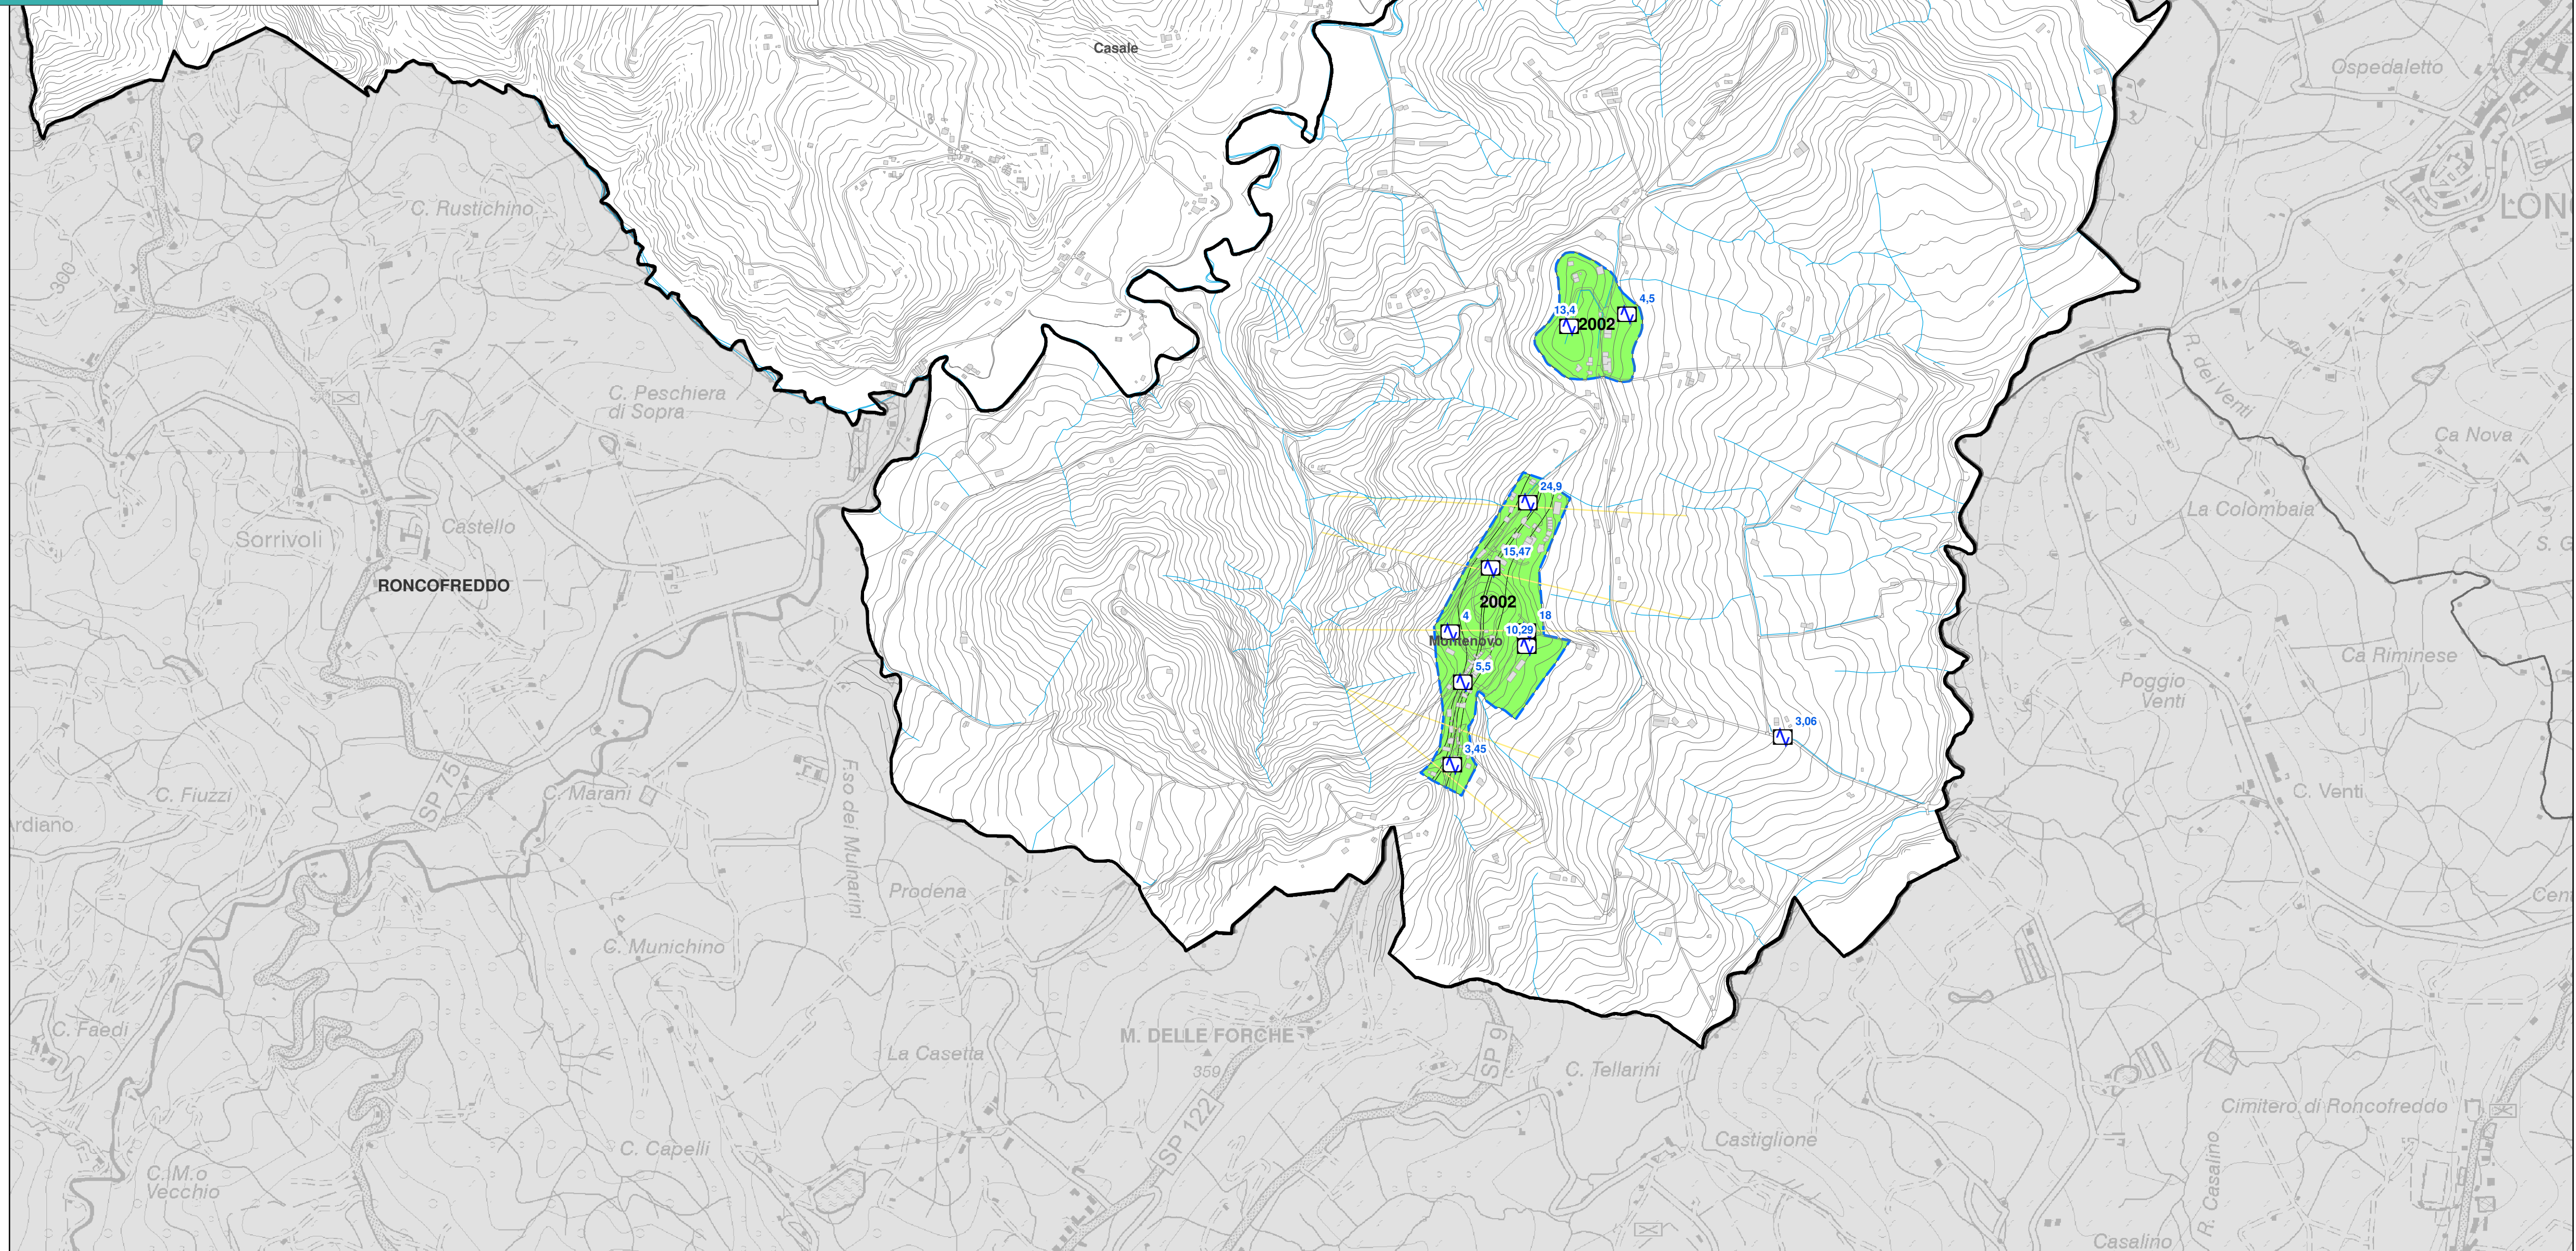 Casale
Ospedaletto
C. Rustichino
300
4,5
13,4
2002
R. dei Venti
C. Peschiera
di Sopra
Ca Nova
24,9
La Colombaia
Castello
Sorrivoli
15,47
RONCOFREDDO
2002
4
18
10,29
Montenovo
5,5
Ca Riminese
Poggio
Venti
3,06
3,45
SP 75
C. Fiuzzi
C. Marani
C. Venti
F.so dei Mulnarini
Prodena
C. Munichino
C. Faedi
M. DELLE FORCHE
359
La Casetta
SP 9
C. Tellarini
SP 122
Cimitero di Roncofreddo
C. Capelli
Castiglione
C.IM.o
Vecchio
R. Casalino
Casalino